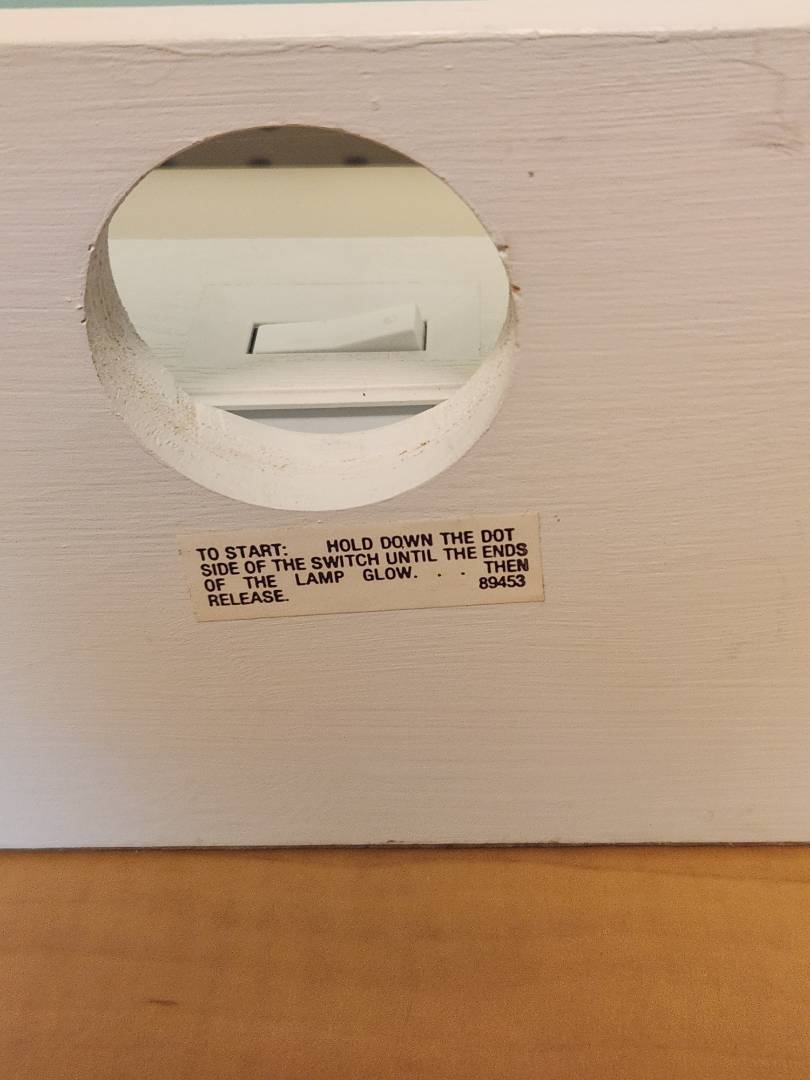 TO START: HOLD DOWN THE DOT
SIDE OF THE SWITCH UNTIL THE ENDS
OF THE LAMP GLOW. . . THEN
RELEASE. 89453